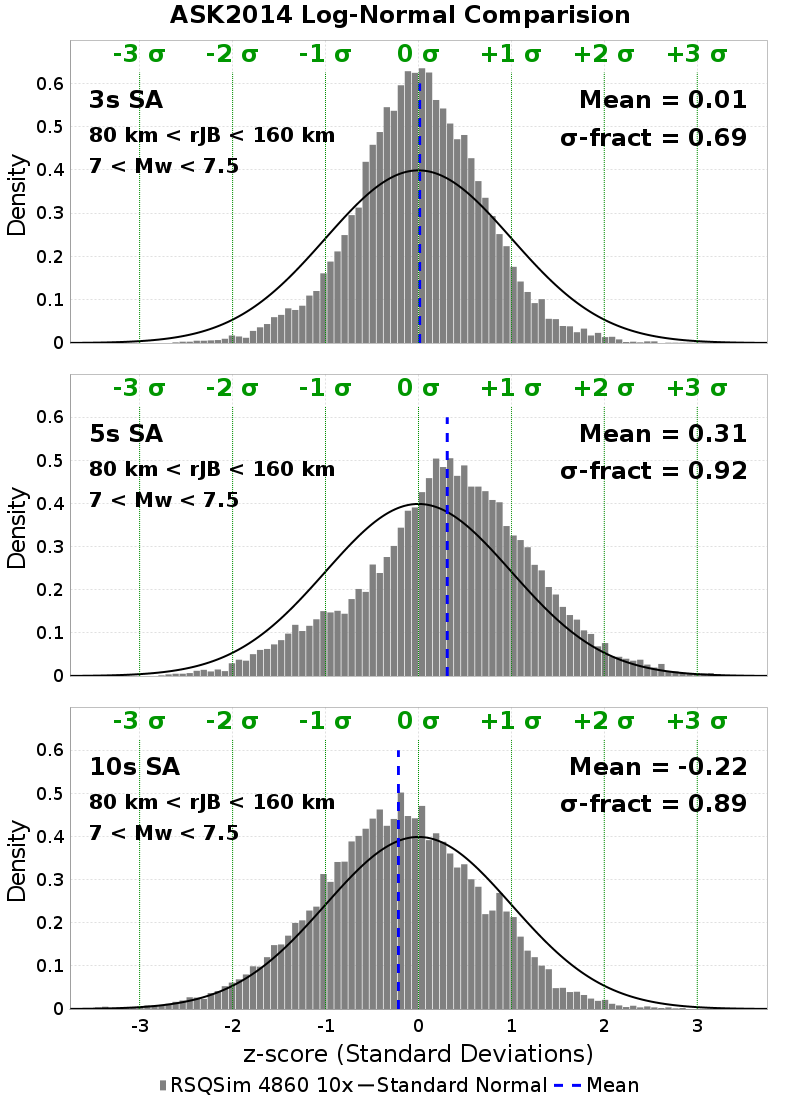 ASK2014 Log-Normal Comparision
-3 σ -2 σ -1 σ 0 σ +1 σ +2 σ +3 σ
3s SA
80 km < rJB < 160 km
7 < Mw < 7.5
Mean = 0.01
σ-fract = 0.69
Density
0.6
0.5
0.4
0.3
0.2
0.1
0
-3 σ -2 σ -1 σ 0 σ +1 σ +2 σ +3 σ
5s SA
80 km < rJB < 160 km
7 < Mw < 7.5
Mean = 0.31
σ-fract = 0.92
Density
0.6
0.5
0.4
0.3
0.2
0.1
0
-3 σ -2 σ -1 σ 0 σ +1 σ +2 σ +3 σ
10s SA
80 km < rJB < 160 km
7 < Mw < 7.5
Mean = -0.22
σ-fract = 0.89
Density
0.6
0.5
0.4
0.3
0.2
0.1
0
-3 -2 -1 0 1 2 3
z-score (Standard Deviations)
RSQSim 4860 10x Standard Normal Mean